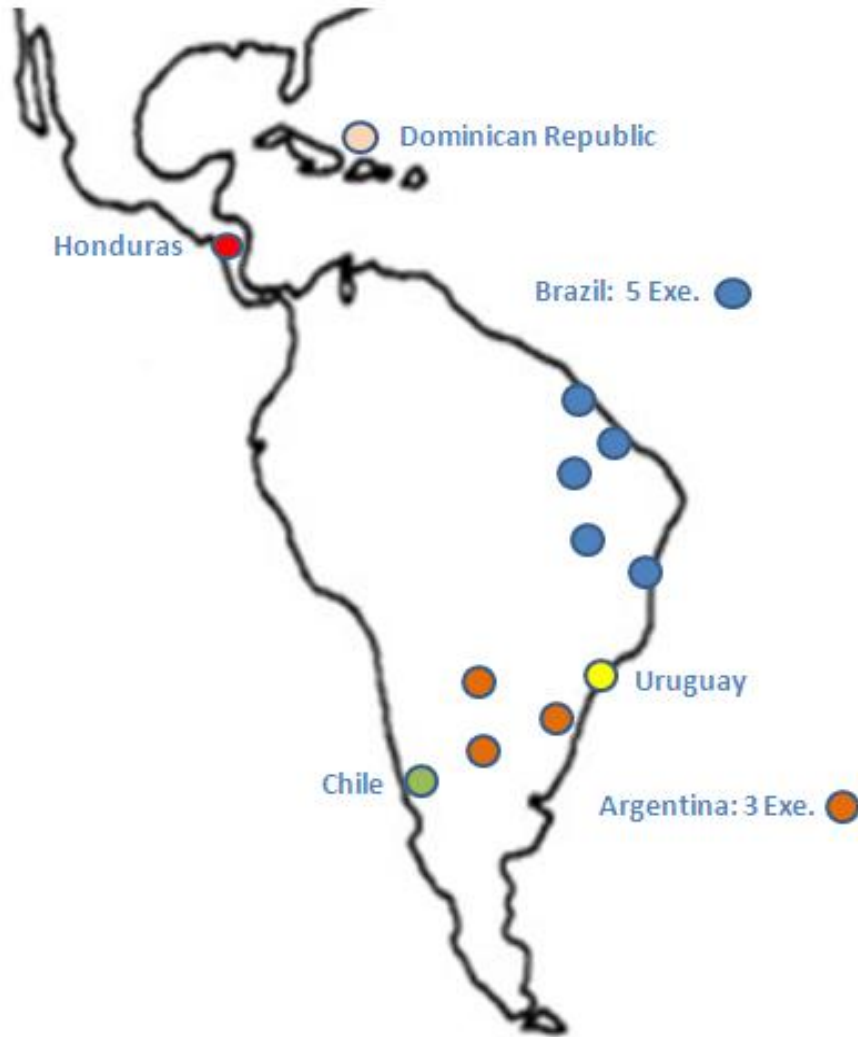 Dominican Republic
Honduras
Brazil: 5 Exe.
Uruguay
Chile
Argentina: 3 Exe.